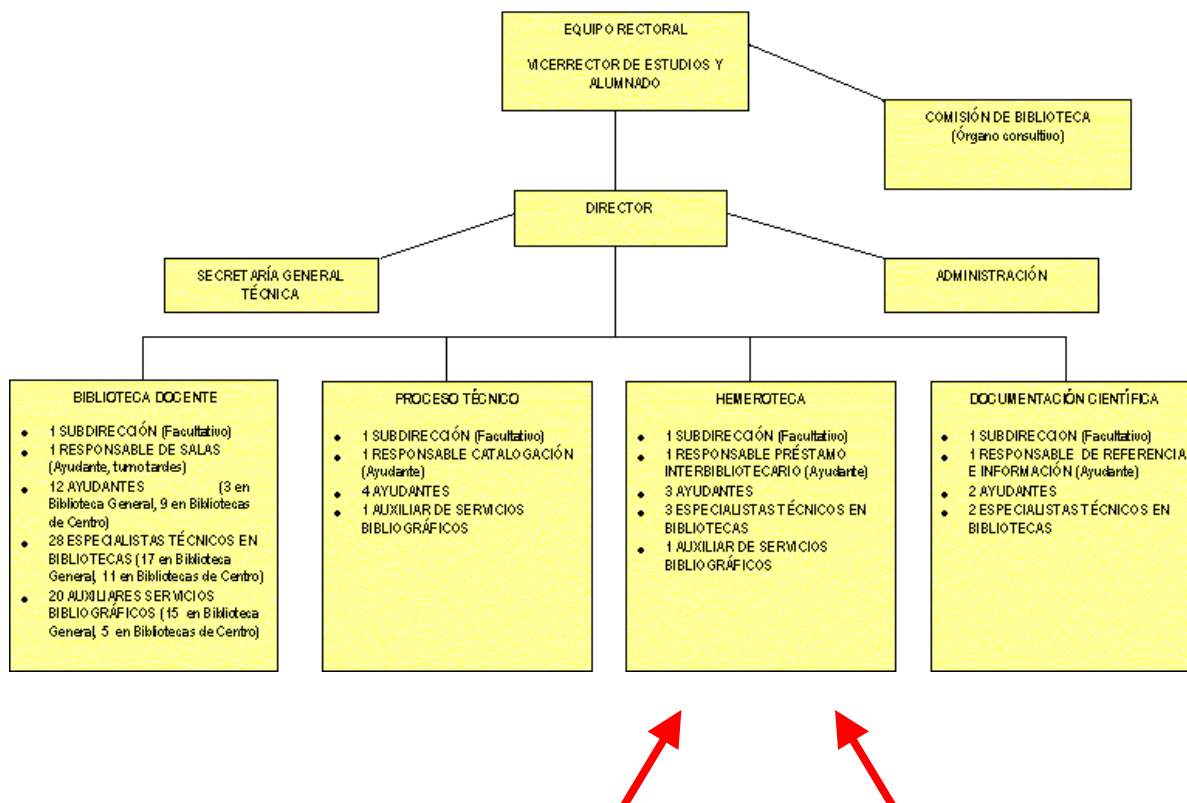 EQUIPO RECTORAL
VICERRECTOR DE ESTUDIOS Y
ALUMNADO
COMISIÓN DE BIBLIOTECA
(Órgano consultivo)
DIRECTOR
SECRETARÍA GENERAL
TÉCNICA
ADMINISTRACIÓN
BIBLIOTECA DOCENTE
• 1 SUBDIRECCIÓN (Facultativo)
• 1 RESPONSABLE DE SALAS
(Ayudante, turno tardes)
• 12 AYUDANTES (3 en
Biblioteca General, 9 en Bibliotecas
de Centro)
• 28 ESPECIALISTAS TÉCNICOS EN
BIBLIOTECAS (17 en Biblioteca
General, 11 en Bibliotecas de Centro)
• 20 AUXILIARES SERVICIOS
BIBLIOGRÁFICOS (15 en Biblioteca
General, 5 en Bibliotecas de Centro)
PROCESO TÉCNICO
• 1 SUBDIRECCIÓN (Facultativo)
• 1 RESPONSABLE CATALOGACIÓN
(Ayudante)
• 4 AYUDANTES
• 1 AUXILIAR DE SERVICIOS
BIBLIOGRÁFICOS
HEMEROTECA
• 1 SUBDIRECCIÓN (Facultativo)
• 1 RESPONSABLE PRÉSTAMO
INTERBIBLIOTECARIO (Ayudante)
• 3 AYUDANTES
• 3 ESPECIALISTAS TÉCNICOS EN
BIBLIOTECAS
• 1 AUXILIAR DE SERVICIOS
BIBLIOGRÁFICOS
DOCUMENTACIÓN CIENTÍFICA
• 1 SUBDIRECCIÓN (Facultativo)
• 1 RESPONSABLE DE REFERENCIA
E INFORMACIÓN (Ayudante)
• 2 AYUDANTES
• 2 ESPECIALISTAS TÉCNICOS EN
BIBLIOTECAS